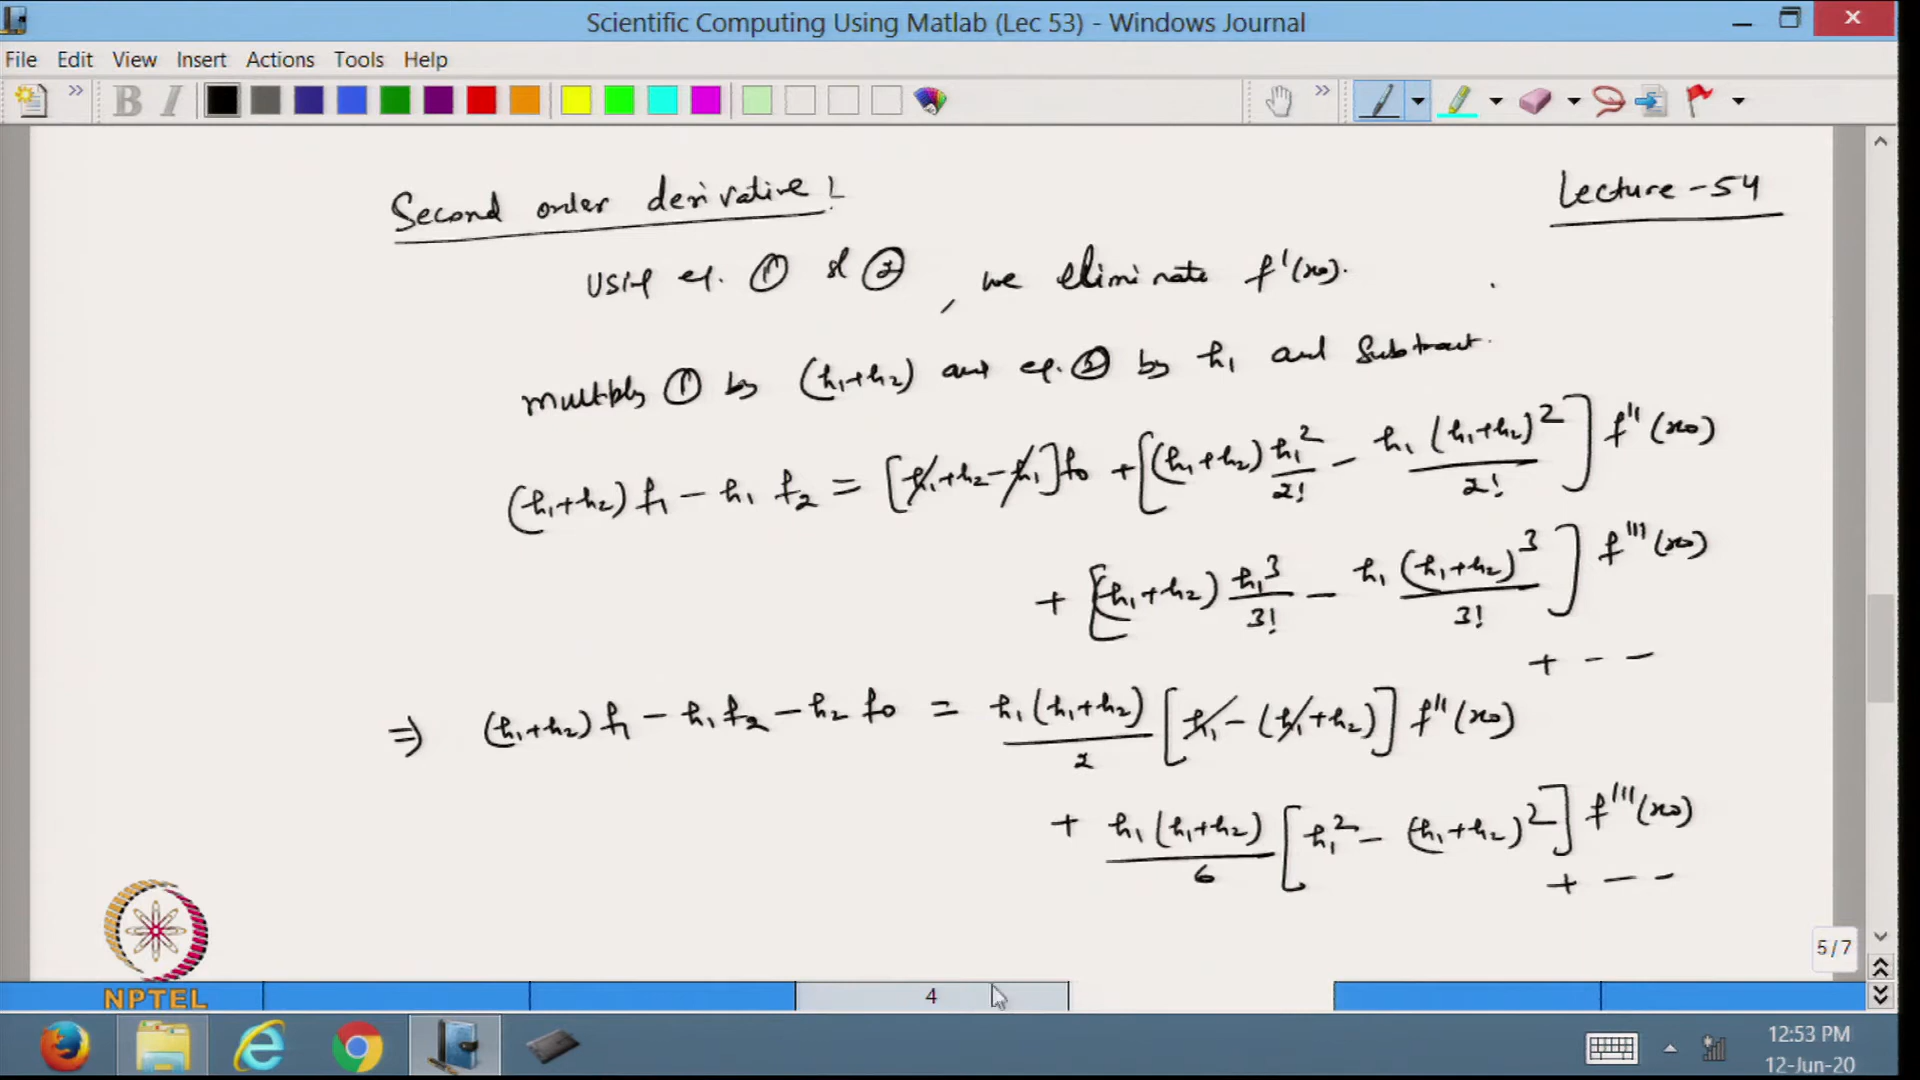 Scientific Computing Using Matlab (Lec 53) - Windows Journal
File Edit View Insert Actions Tools Help
B I
Second order derivative :
Lecture - 54
Using eq. ① & ② , we eliminate f'(x₀).
multiply ① by (h₁+h₂) and eq. ② by h₁ and subtract.
(h₁+h₂) f₁ - h₁ f₂ = [h₁+h₂-h₁] f₀ + [(h₁+h₂) h₁²/2! - h₁ (h₁+h₂)²/2!] f''(x₀)
+ [(h₁+h₂) h₁³/3! - h₁ (h₁+h₂)³/3!] f'''(x₀)
+ - -
⇒ (h₁+h₂) f₁ - h₁ f₂ - h₂ f₀ = h₁(h₁+h₂)/2 [h₁ - (h₁+h₂)] f''(x₀)
+ h₁(h₁+h₂)/6 [h₁² - (h₁+h₂)²] f'''(x₀)
+ - -
5/7
NPTEL
4
12:53 PM
12-Jun-20